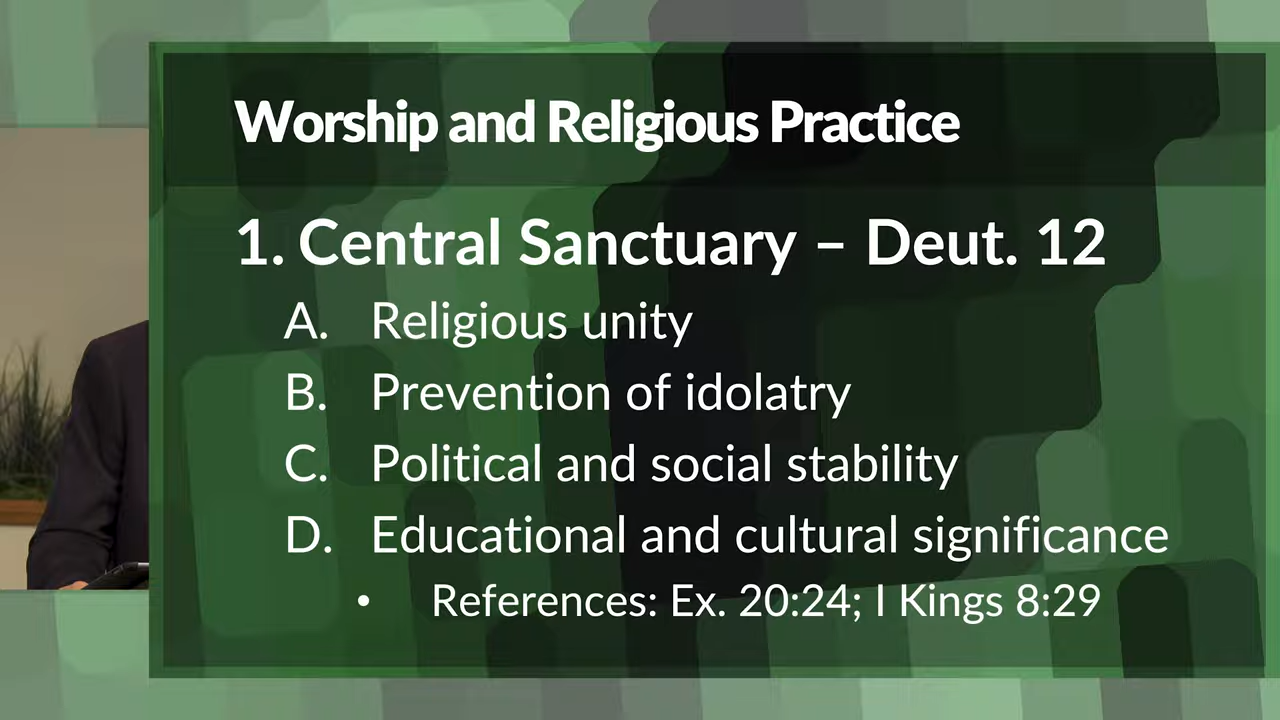 Worship and Religious Practice
1. Central Sanctuary – Deut. 12
A. Religious unity
B. Prevention of idolatry
C. Political and social stability
D. Educational and cultural significance
• References: Ex. 20:24; I Kings 8:29